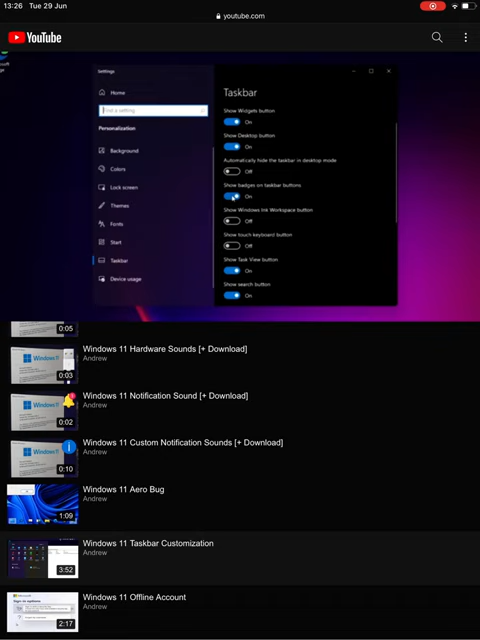 13:26 Tue 29 Jun
youtube.com
YouTube
Settings
Home
Find a setting
Personalization
Background
Colors
Lock screen
Themes
Fonts
Start
Taskbar
Device usage
Taskbar
Show Widgets button
On
Show Desktop button
On
Automatically hide the taskbar in desktop mode
Off
Show badges on taskbar buttons
On
Show Windows Ink Workspace button
Off
Show touch keyboard button
Off
Show Task View button
On
Show search button
On
0:05
Windows 11 Hardware Sounds [+ Download]
Andrew
Windows 11
0:03
Windows 11 Notification Sound [+ Download]
Andrew
Windows 11
0:02
Windows 11 Custom Notification Sounds [+ Download]
Andrew
Windows 11
0:10
Windows 11 Aero Bug
Andrew
1:09
Windows 11 Taskbar Customization
Andrew
3:52
Windows 11 Offline Account
Andrew
2:17